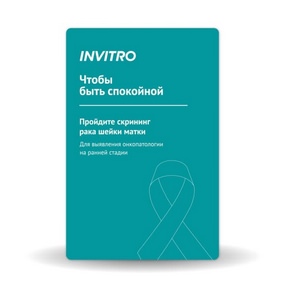 INVITRO
Чтобы
быть спокойной
Пройдите скрининг
рака шейки матки
Для выявления онкопатологии
на ранней стадии